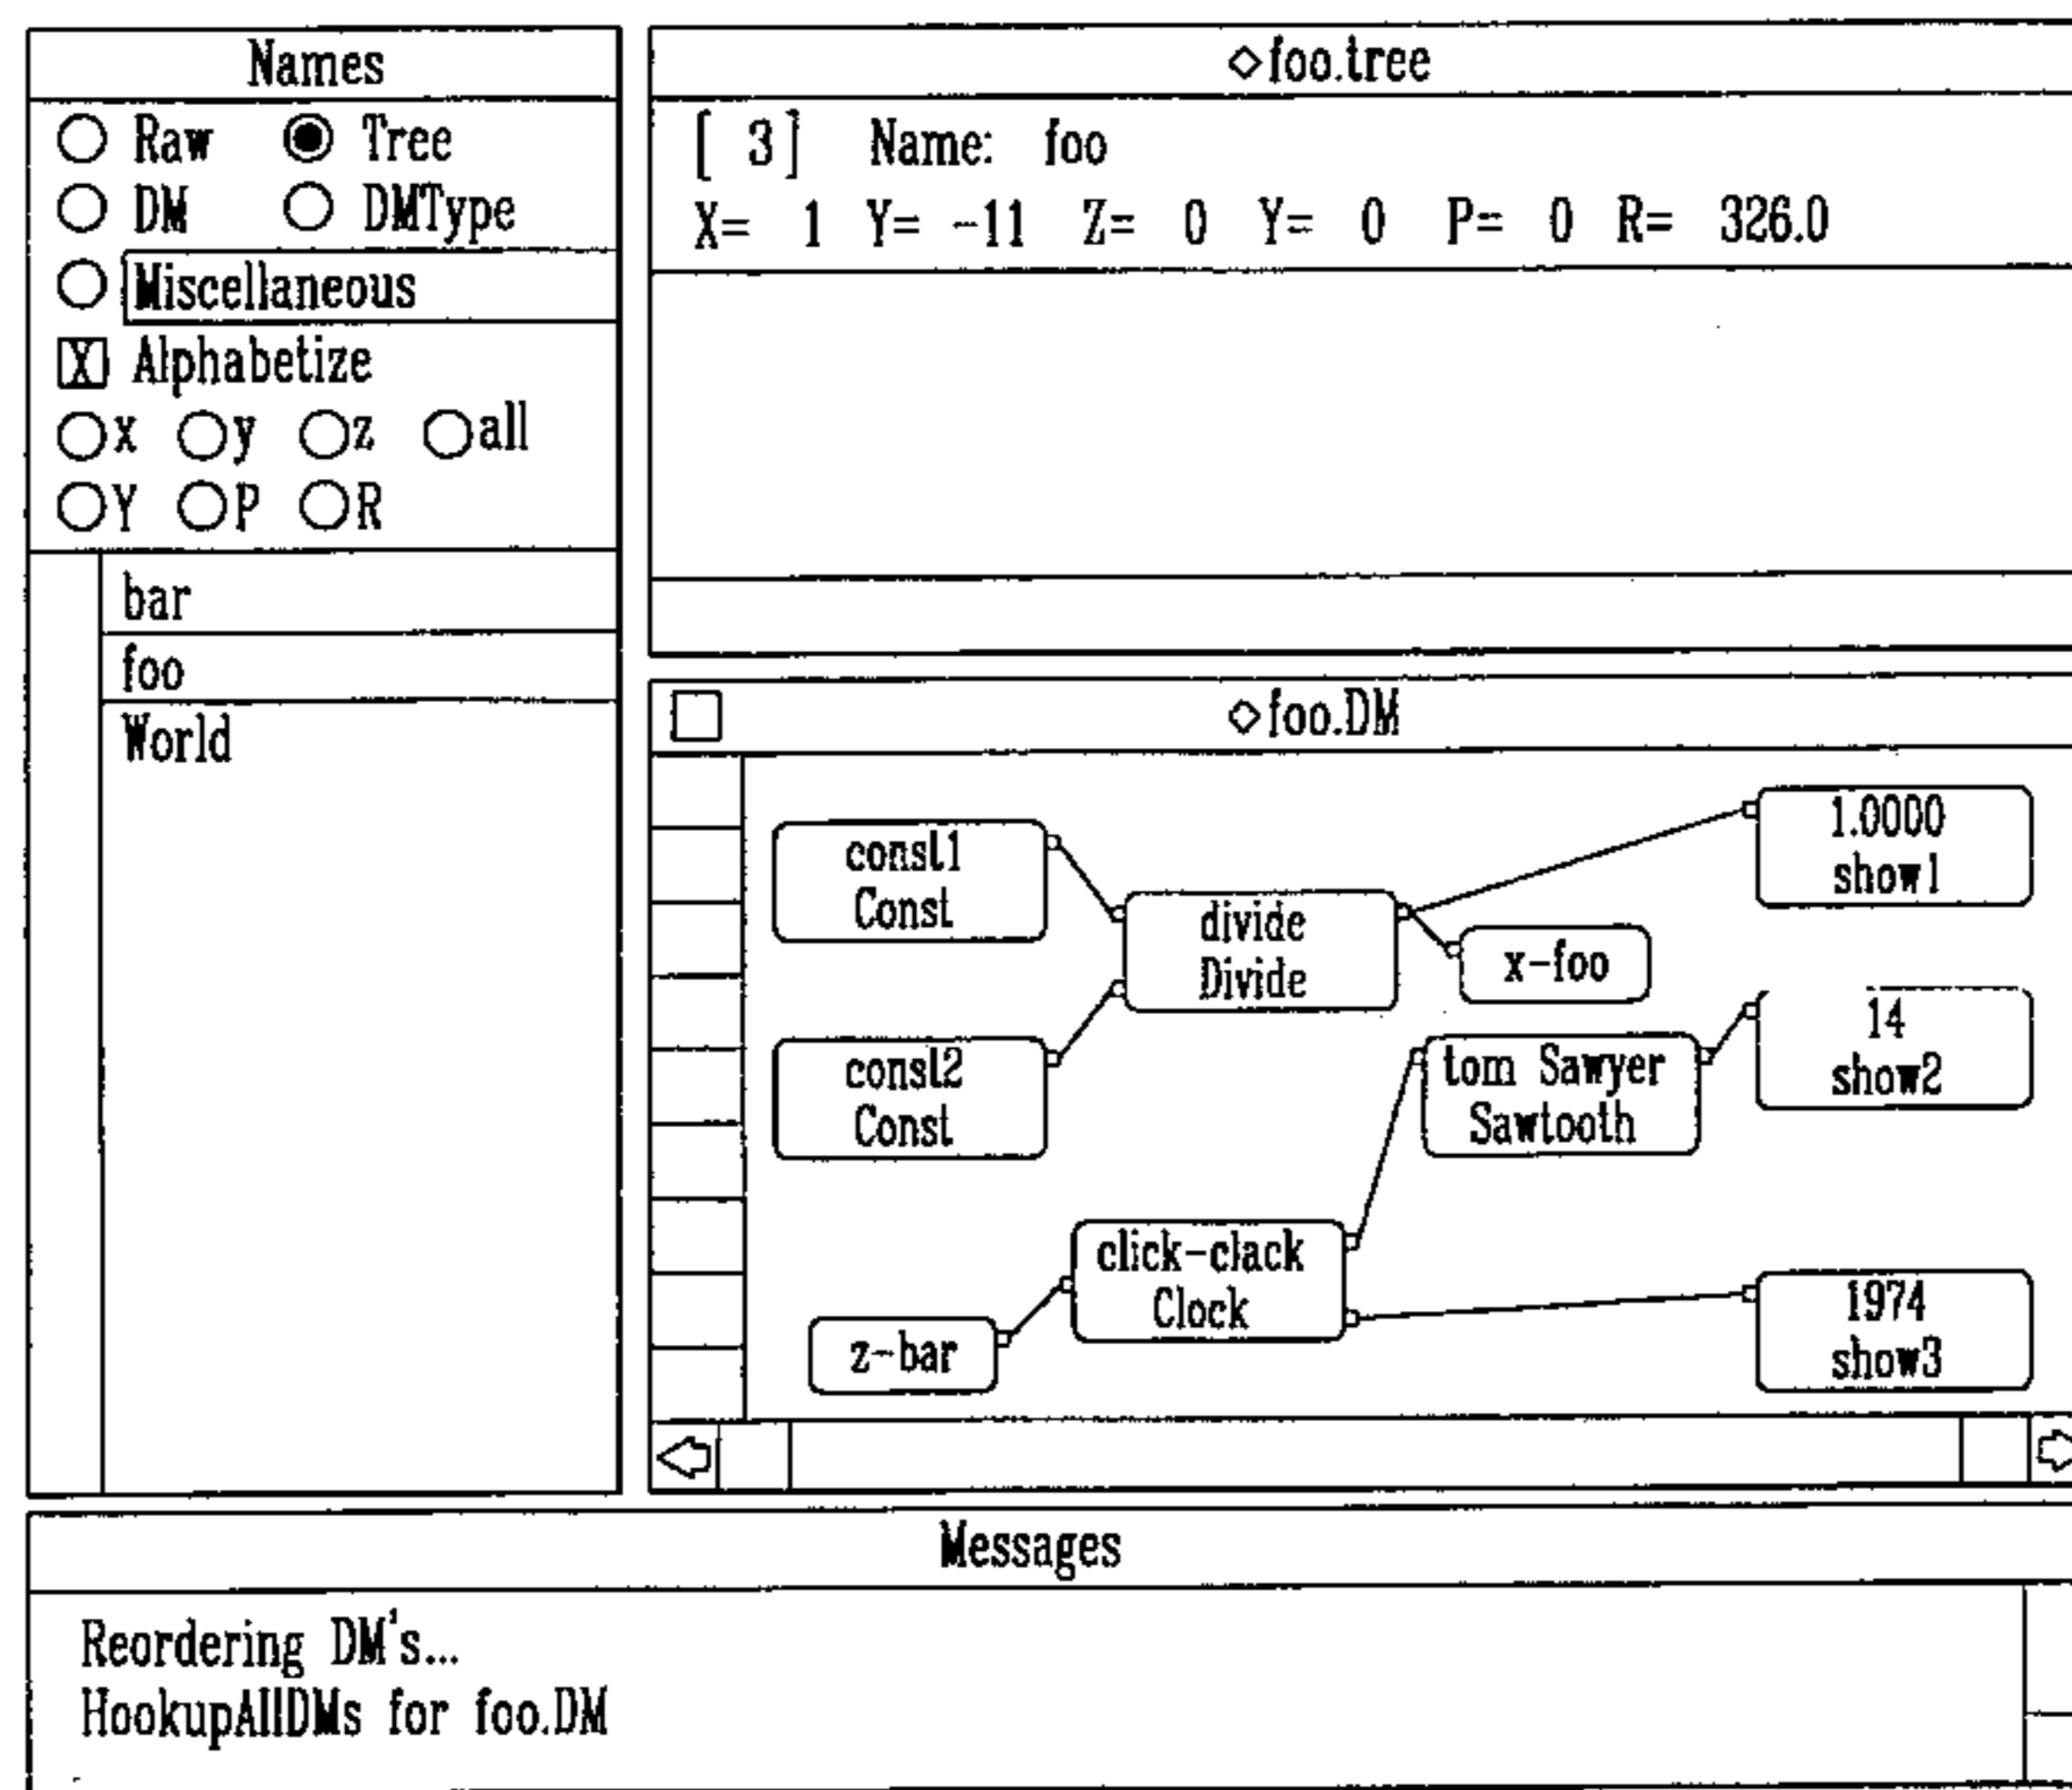 Names
Raw Tree
DM DMType
Miscellaneous
X Alphabetize
x y z all
Y P R
bar
foo
World
◇foo.tree
[ 3] Name: foo
X= 1 Y= -11 Z= 0 Y= 0 P= 0 R= 326.0
◇foo.DM
const1
Const
const2
Const
divide
Divide
x-foo
1.0000
show1
tom Sawyer
Sawtooth
14
show2
click-clack
Clock
z-bar
1974
show3
Messages
Reordering DM's...
HookupAllDMs for foo.DM